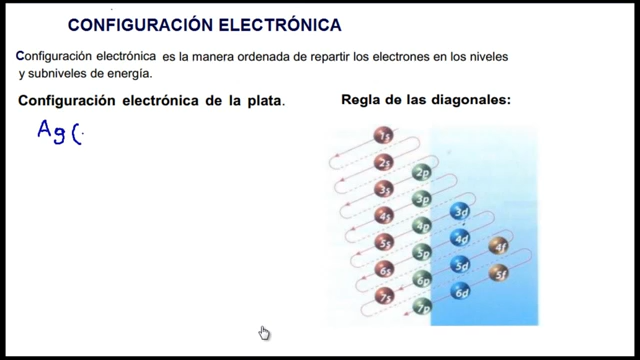 CONFIGURACIÓN ELECTRÓNICA
Configuración electrónica es la manera ordenada de repartir los electrones en los niveles
y subniveles de energía.
Configuración electrónica de la plata.
Regla de las diagonales:
Ag (
1s
2s 2p
3s 3p 3d
4s 4p 4d 4f
5s 5p 5d 5f
6s 6p 6d
7s 7p